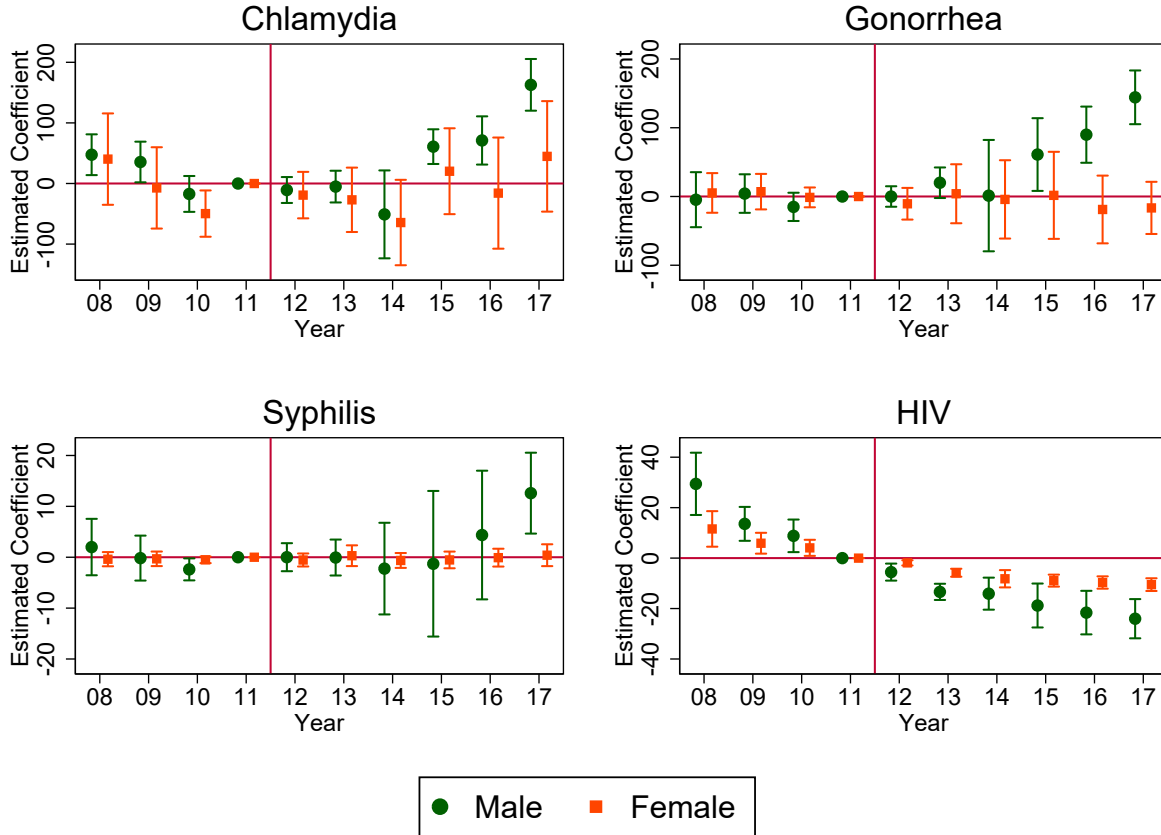 Chlamydia
Estimated Coefficient
200
100
0
-100
08 09 10 11 12 13 14 15 16 17
Year
Gonorrhea
Estimated Coefficient
200
100
0
-100
08 09 10 11 12 13 14 15 16 17
Year
Syphilis
Estimated Coefficient
20
10
0
-10
-20
08 09 10 11 12 13 14 15 16 17
Year
HIV
Estimated Coefficient
40
20
0
-20
-40
08 09 10 11 12 13 14 15 16 17
Year
Male Female